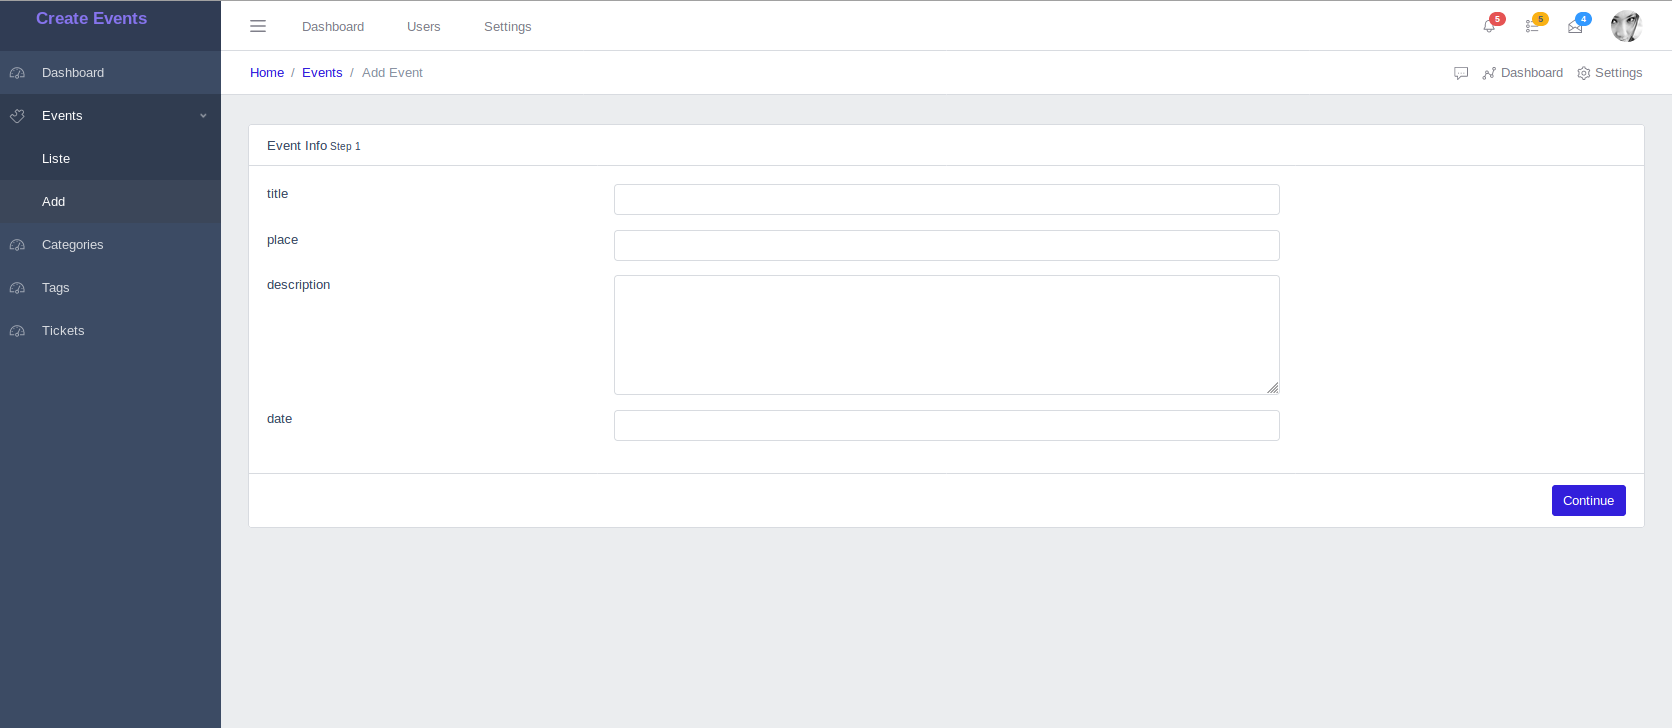 Create Events
Dashboard Users Settings
5 5 4
Home / Events / Add Event
Dashboard Settings
Dashboard
Events
Liste
Add
Categories
Tags
Tickets
Event Info Step 1
title
place
description
date
Continue